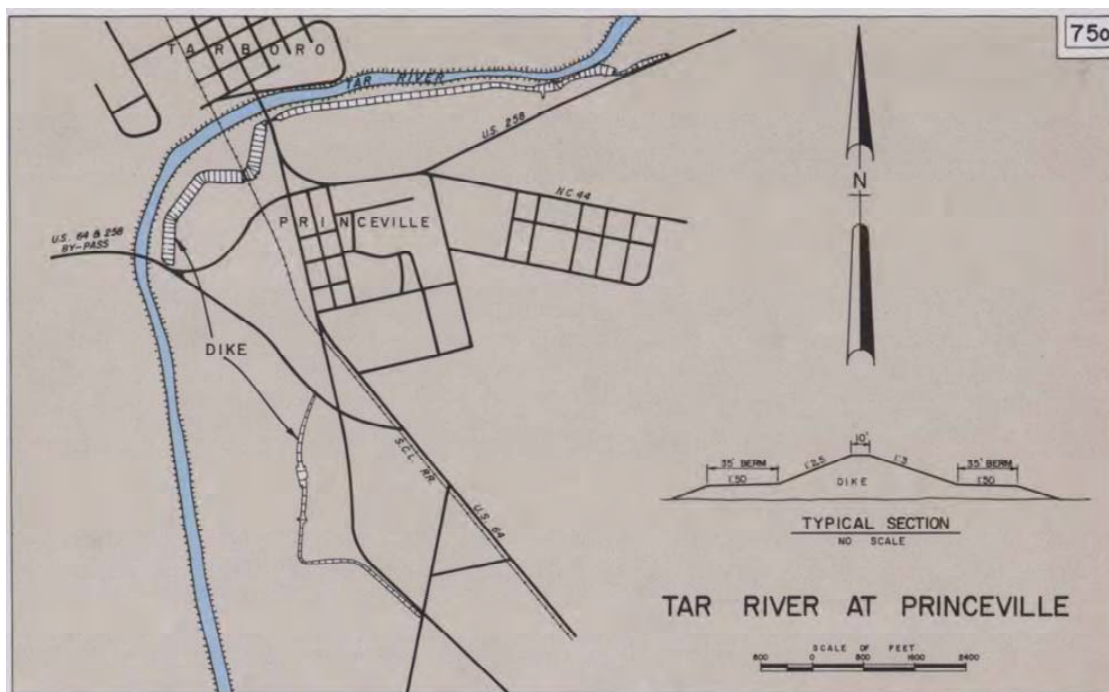 75a
TARBORO
TAR RIVER
U.S. 258
N
NC 44
PRINCEVILLE
U.S. 64 & 258
BY-PASS
DIKE
S.C.L. RR.
U.S. 64
10'
35' BERM
1:50
1:2.5
1:3
35' BERM
1:50
DIKE
TYPICAL SECTION
NO SCALE
TAR RIVER AT PRINCEVILLE
SCALE OF FEET
800 0 800 1600 2400